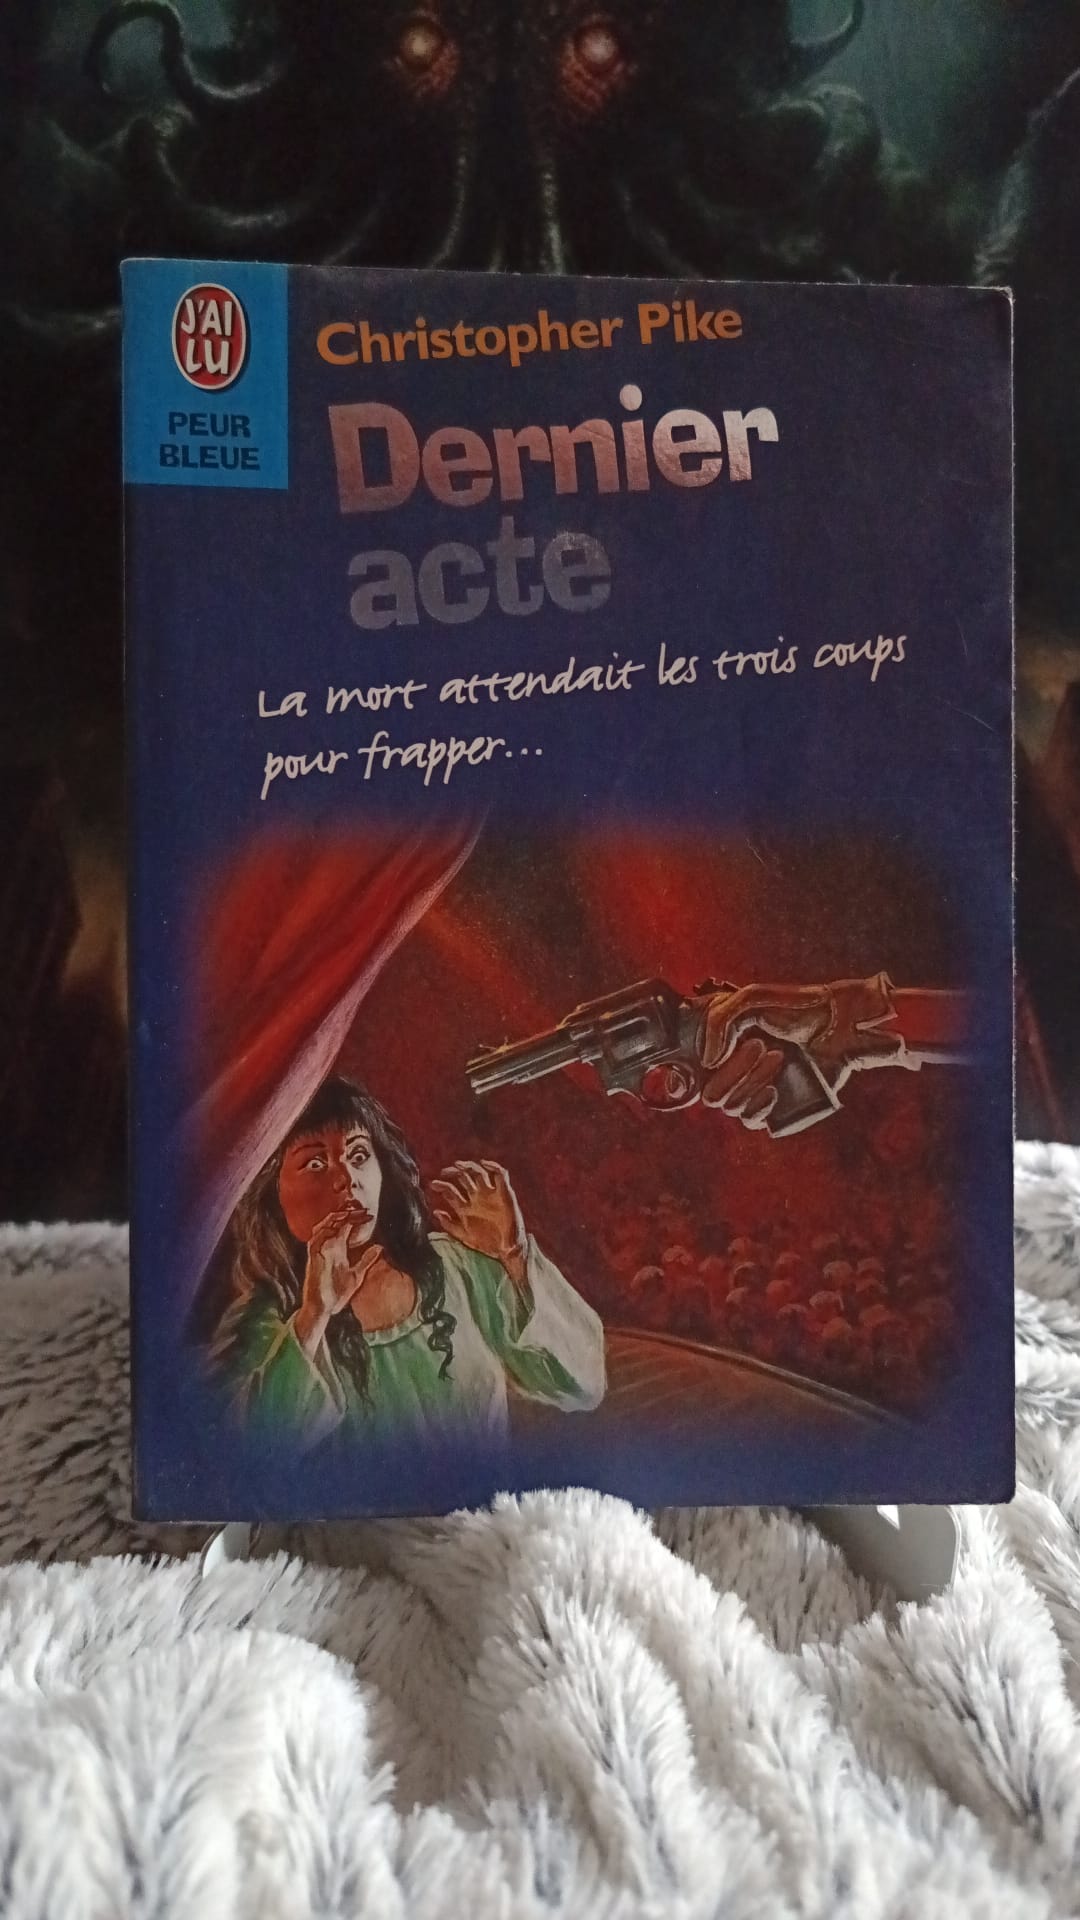 J'AI
LU
PEUR
BLEUE
Christopher Pike
Dernier
acte
La mort attendait les trois coups
pour frapper...